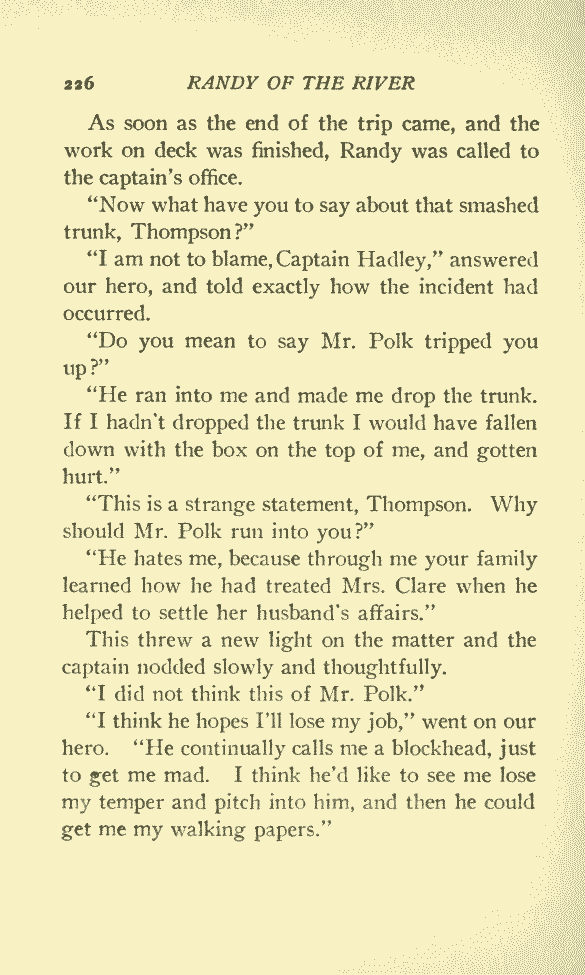 226 RANDY OF THE RIVER
As soon as the end of the trip came, and the
work on deck was finished, Randy was called to
the captain's office.
"Now what have you to say about that smashed
trunk, Thompson?"
"I am not to blame, Captain Hadley," answered
our hero, and told exactly how the incident had
occurred.
"Do you mean to say Mr. Polk tripped you
up?"
"He ran into me and made me drop the trunk.
If I hadn't dropped the trunk I would have fallen
down with the box on the top of me, and gotten
hurt."
"This is a strange statement, Thompson. Why
should Mr. Polk run into you?"
"He hates me, because through me your family
learned how he had treated Mrs. Clare when he
helped to settle her husband's affairs."
This threw a new light on the matter and the
captain nodded slowly and thoughtfully.
"I did not think this of Mr. Polk."
"I think he hopes I'll lose my job," went on our
hero. "He continually calls me a blockhead, just
to get me mad. I think he'd like to see me lose
my temper and pitch into him, and then he could
get me my walking papers."